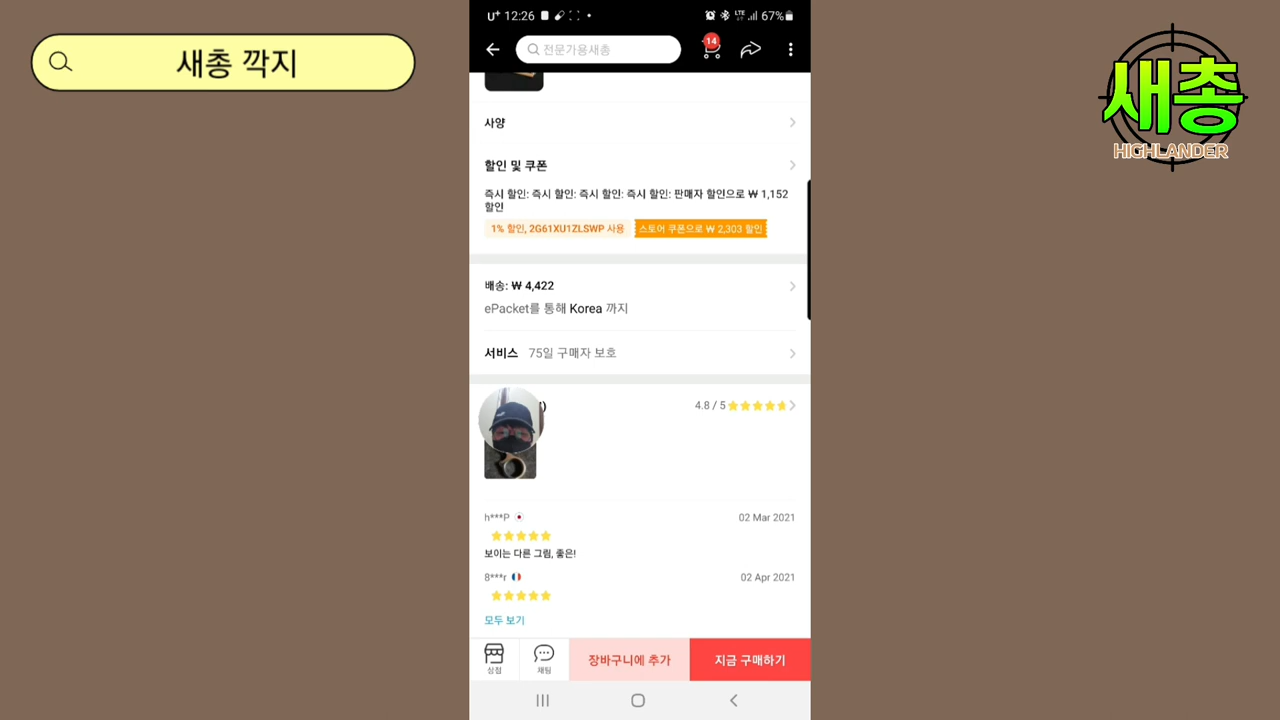 새총 깍지
새총
HIGHLANDER
U+ 12:26
LTE 67%
전문가용새총
14
사양
할인 및 쿠폰
즉시 할인: 즉시 할인: 즉시 할인: 즉시 할인: 판매자 할인으로 ₩ 1,152
할인
1% 할인, 2G61XU1ZLSWP 사용
스토어 쿠폰으로 ₩ 2,303 할인
배송: ₩ 4,422
ePacket를 통해 Korea 까지
서비스 75일 구매자 보호
4.8 / 5
h***P
02 Mar 2021
보이는 다른 그림, 좋은!
8***r
02 Apr 2021
모두 보기
상점
채팅
장바구니에 추가
지금 구매하기